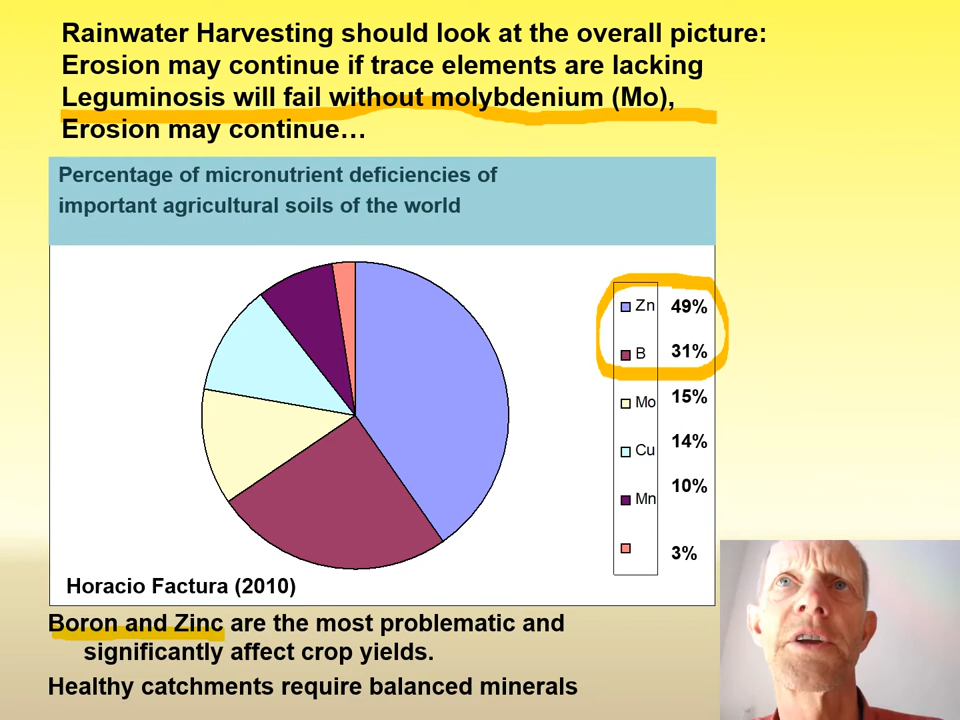 Rainwater Harvesting should look at the overall picture:
Erosion may continue if trace elements are lacking
Leguminosis will fail without molybdenium (Mo),
Erosion may continue…
Percentage of micronutrient deficiencies of
important agricultural soils of the world
Zn 49%
B 31%
Mo 15%
Cu 14%
Mn 10%
3%
Horacio Factura (2010)
Boron and Zinc are the most problematic and
significantly affect crop yields.
Healthy catchments require balanced minerals